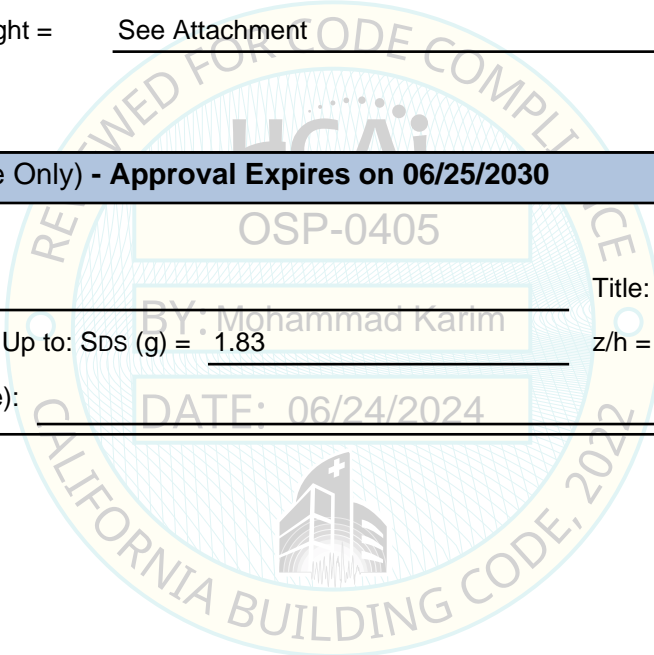 ght = See Attachment
REVIEWED FOR CODE COMPLIANCE
HCAi
e Only) - Approval Expires on 06/25/2030
OSP-0405
Title:
BY: Mohammad Karim
Up to: SDS (g) = 1.83 z/h =
e):
DATE: 06/24/2024
CALIFORNIA BUILDING CODE, 2022